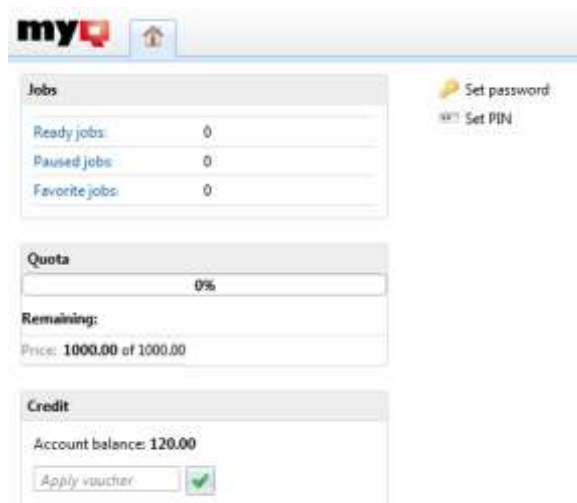 myQ
Jobs
Ready jobs: 0
Paused jobs: 0
Favorite jobs: 0
Quota
0%
Remaining:
Price: 1000.00 of 1000.00
Credit
Account balance: 120.00
Apply voucher
Set password
Set PIN